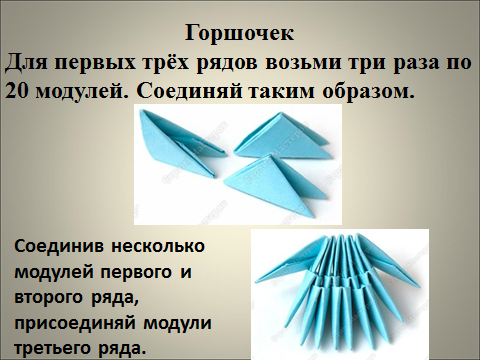 Горшочек
Для первых трёх рядов возьми три раза по
20 модулей. Соединяй таким образом.
Соединив несколько
модулей первого и
второго ряда,
присоединяй модули
третьего ряда.